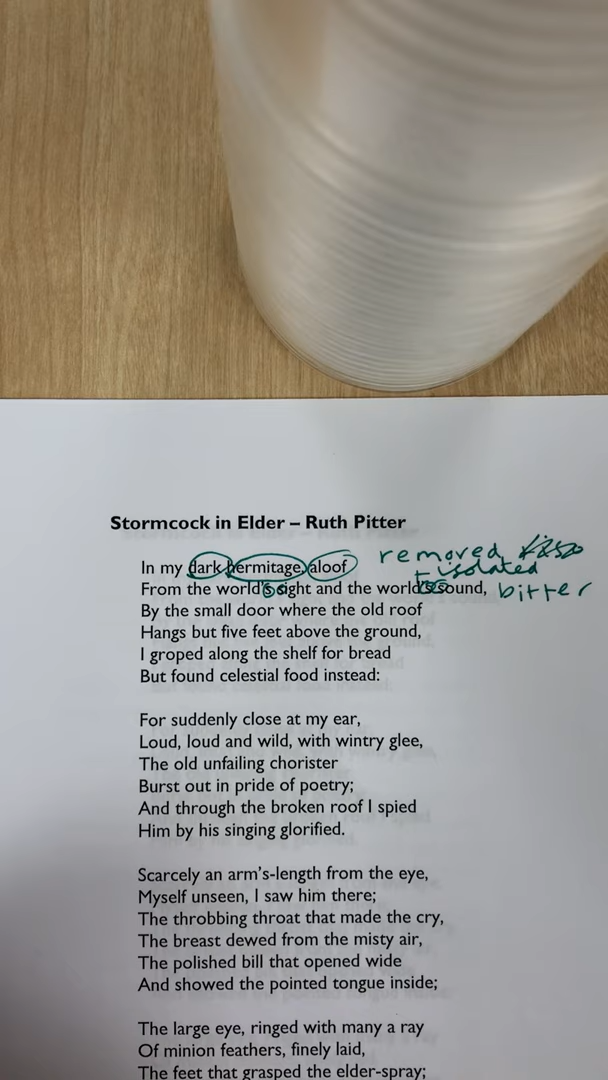 Stormcock in Elder – Ruth Pitter
In my dark hermitage, aloof removed
+ isolated
From the world's sight and the world's sound, bitter
By the small door where the old roof
Hangs but five feet above the ground,
I groped along the shelf for bread
But found celestial food instead:
For suddenly close at my ear,
Loud, loud and wild, with wintry glee,
The old unfailing chorister
Burst out in pride of poetry;
And through the broken roof I spied
Him by his singing glorified.
Scarcely an arm's-length from the eye,
Myself unseen, I saw him there;
The throbbing throat that made the cry,
The breast dewed from the misty air,
The polished bill that opened wide
And showed the pointed tongue inside;
The large eye, ringed with many a ray
Of minion feathers, finely laid,
The feet that grasped the elder-spray;